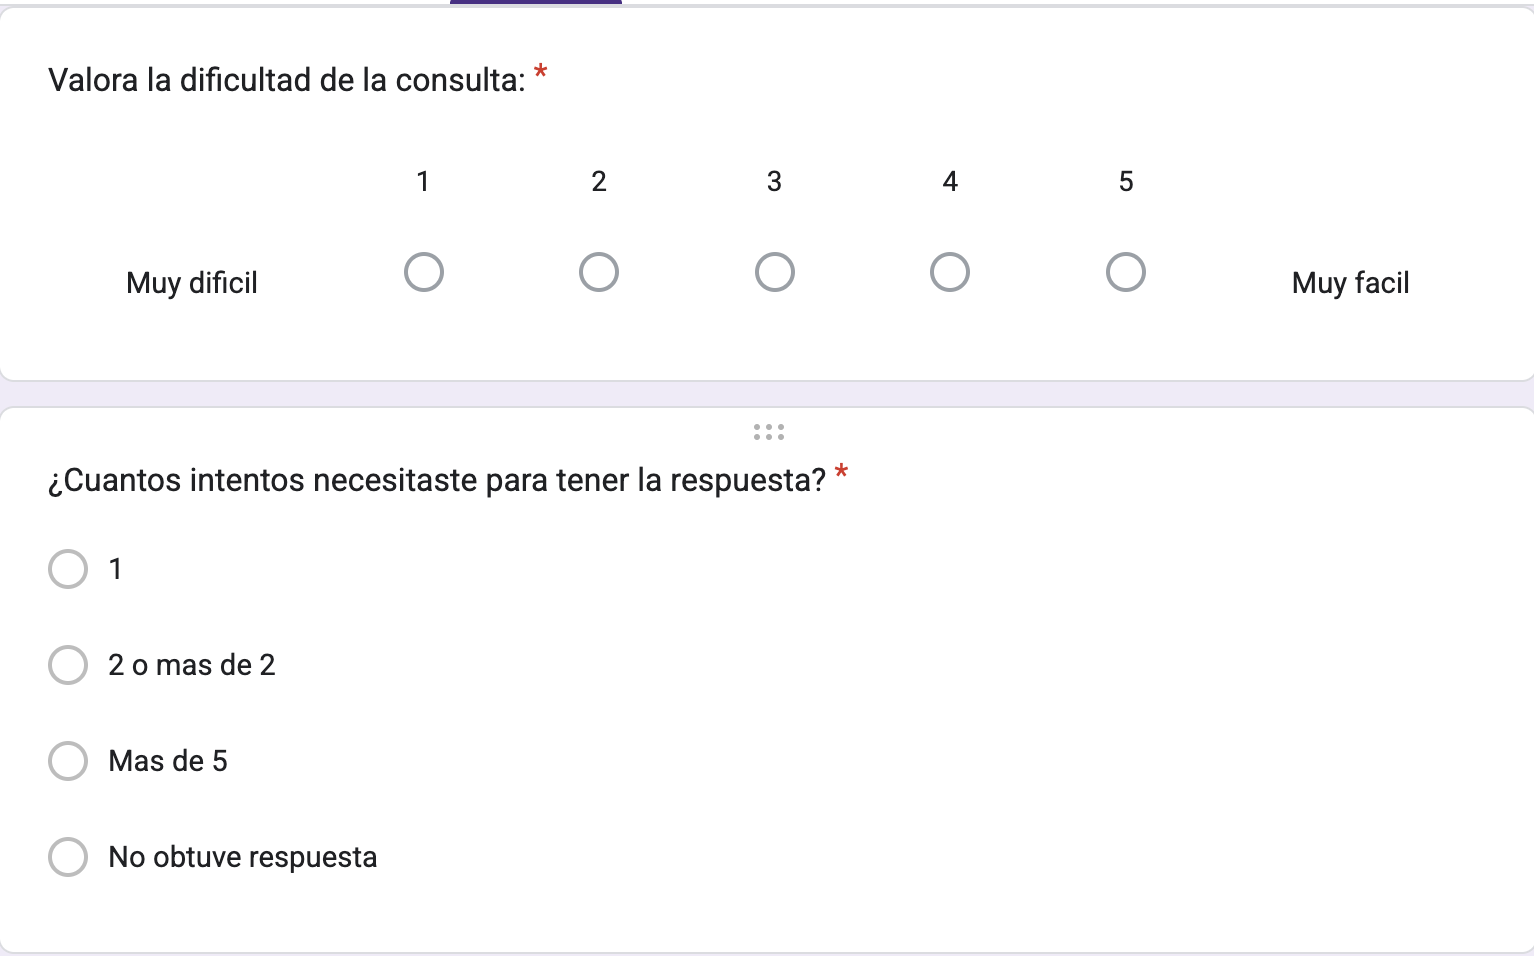 Valora la dificultad de la consulta: *
1 2 3 4 5
Muy dificil Muy facil
¿Cuantos intentos necesitaste para tener la respuesta? *
1
2 o mas de 2
Mas de 5
No obtuve respuesta